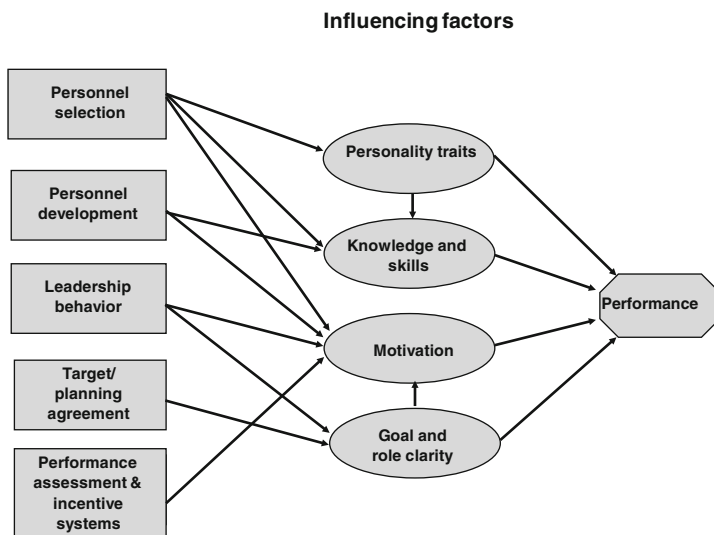 Influencing factors
Personnel
selection
Personnel
development
Leadership
behavior
Target/
planning
agreement
Performance
assessment &
incentive
systems
Personality traits
Knowledge and
skills
Motivation
Goal and
role clarity
Performance